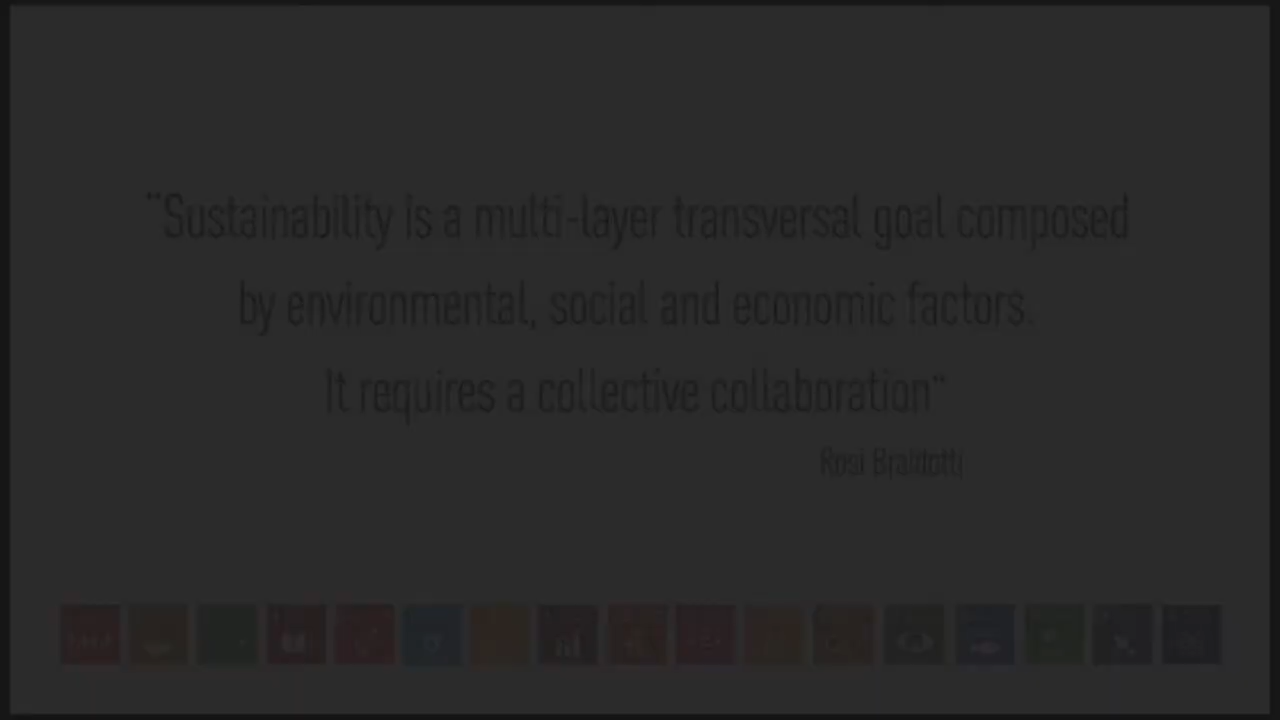 "Sustainability is a multi-layer transversal goal composed
by environmental, social and economic factors.
It requires a collective collaboration"
Rosi Braidotti